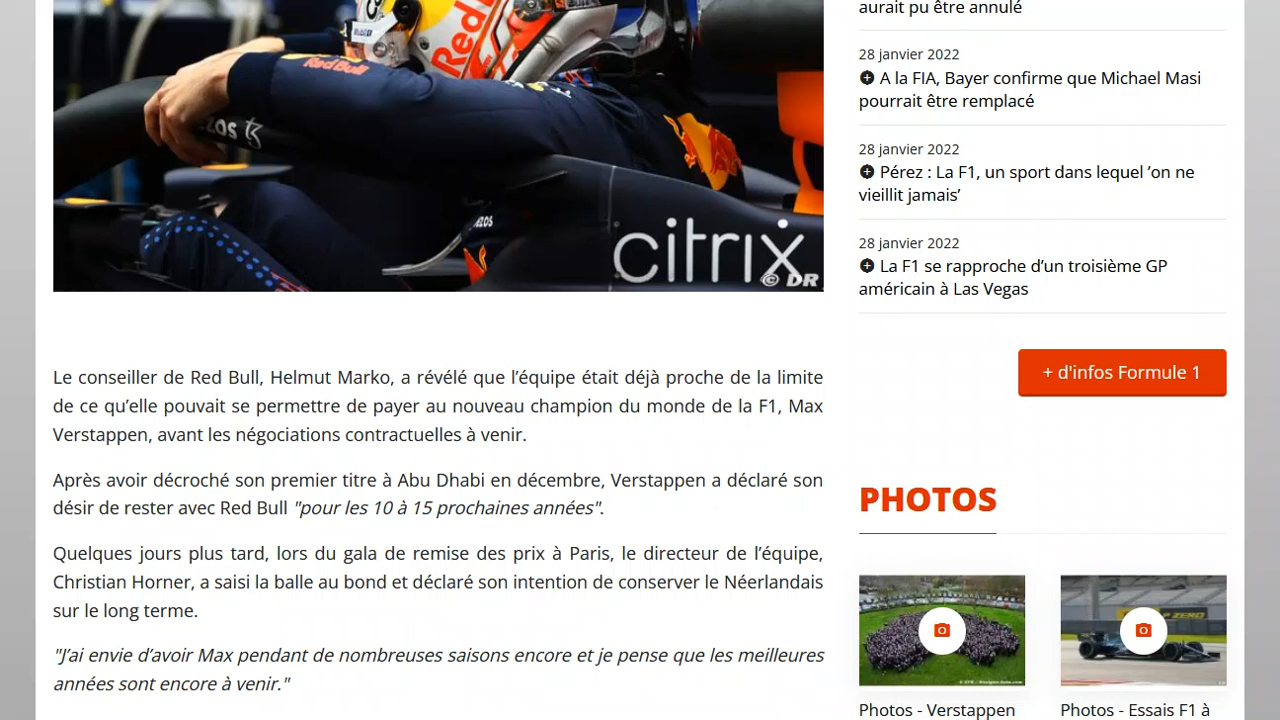 Red Bull
citrix
© DR
Le conseiller de Red Bull, Helmut Marko, a révélé que l’équipe était déjà proche de la limite
de ce qu’elle pouvait se permettre de payer au nouveau champion du monde de la F1, Max
Verstappen, avant les négociations contractuelles à venir.
Après avoir décroché son premier titre à Abu Dhabi en décembre, Verstappen a déclaré son
désir de rester avec Red Bull "pour les 10 à 15 prochaines années".
Quelques jours plus tard, lors du gala de remise des prix à Paris, le directeur de l’équipe,
Christian Horner, a saisi la balle au bond et déclaré son intention de conserver le Néerlandais
sur le long terme.
"J’ai envie d’avoir Max pendant de nombreuses saisons encore et je pense que les meilleures
années sont encore à venir."
aurait pu être annulé
28 janvier 2022
A la FIA, Bayer confirme que Michael Masi
pourrait être remplacé
28 janvier 2022
Pérez : La F1, un sport dans lequel ’on ne
vieillit jamais’
28 janvier 2022
La F1 se rapproche d’un troisième GP
américain à Las Vegas
+ d'infos Formule 1
PHOTOS
P ZERO
Photos - Verstappen
Photos - Essais F1 à